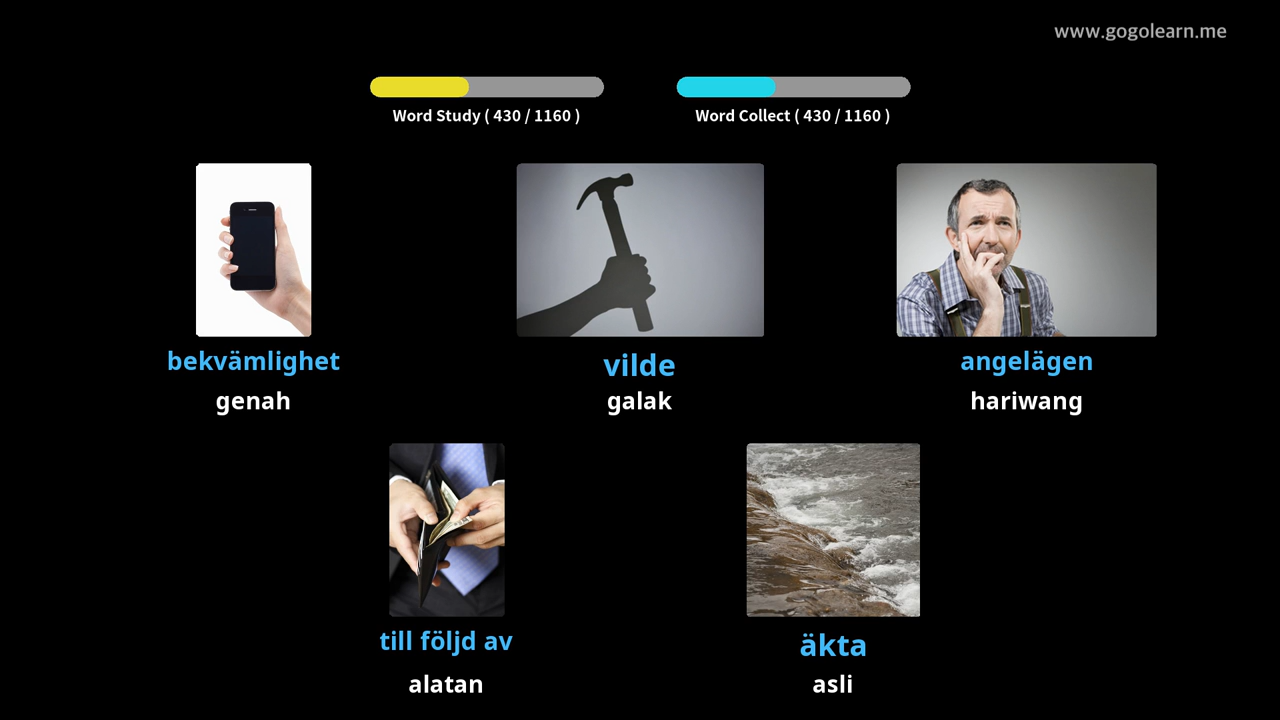 www.gogolearn.me
Word Study ( 430 / 1160 )
Word Collect ( 430 / 1160 )
bekvämlighet
genah
vilde
galak
angelägen
hariwang
till följd av
alatan
äkta
asli